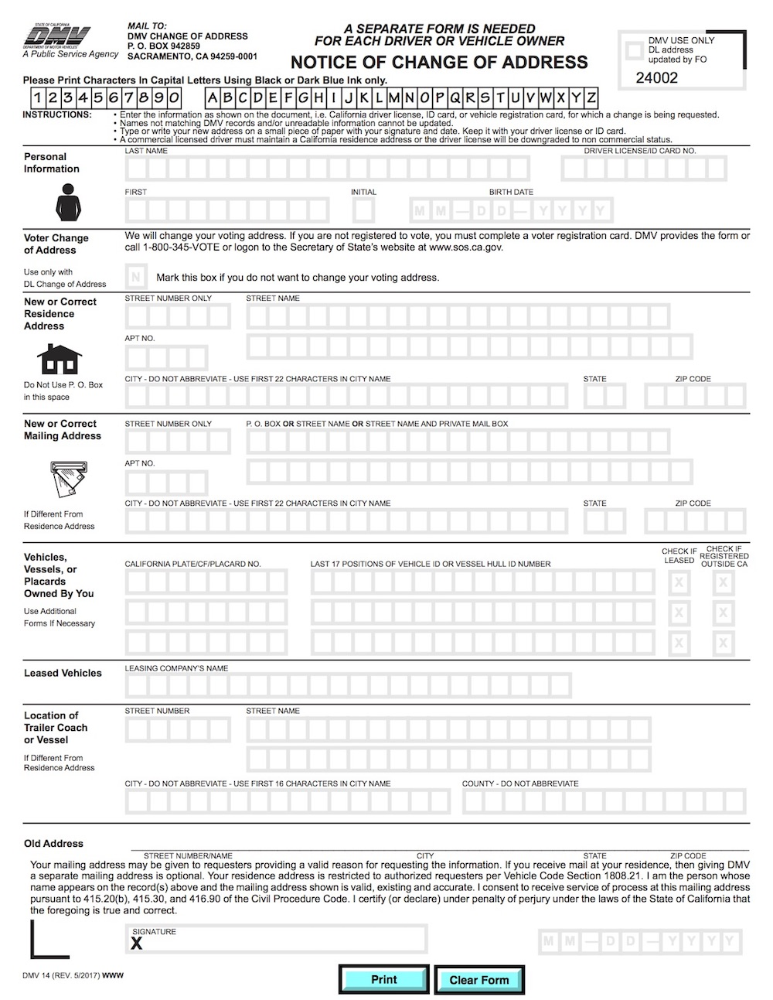 STATE OF CALIFORNIA
DMV
DEPARTMENT OF MOTOR VEHICLES
A Public Service Agency
MAIL TO:
DMV CHANGE OF ADDRESS
P. O. BOX 942859
SACRAMENTO, CA 94259-0001
A SEPARATE FORM IS NEEDED
FOR EACH DRIVER OR VEHICLE OWNER
NOTICE OF CHANGE OF ADDRESS
DMV USE ONLY
DL address
updated by FO
24002
Please Print Characters In Capital Letters Using Black or Dark Blue Ink only.
1 2 3 4 5 6 7 8 9 0 A B C D E F G H I J K L M N O P Q R S T U V W X Y Z
INSTRUCTIONS: • Enter the information as shown on the document, i.e. California driver license, ID card, or vehicle registration card, for which a change is being requested.
• Names not matching DMV records and/or unreadable information cannot be updated.
• Type or write your new address on a small piece of paper with your signature and date. Keep it with your driver license or ID card.
• A commercial licensed driver must maintain a California residence address or the driver license will be downgraded to non commercial status.
Personal
Information
LAST NAME DRIVER LICENSE/ID CARD NO.
FIRST INITIAL BIRTH DATE
M M — D D — Y Y Y Y
Voter Change
of Address
We will change your voting address. If you are not registered to vote, you must complete a voter registration card. DMV provides the form or
call 1-800-345-VOTE or logon to the Secretary of State's website at www.sos.ca.gov.
Use only with
DL Change of Address
N Mark this box if you do not want to change your voting address.
New or Correct
Residence
Address
STREET NUMBER ONLY STREET NAME
APT NO.
Do Not Use P. O. Box
in this space
CITY - DO NOT ABBREVIATE - USE FIRST 22 CHARACTERS IN CITY NAME STATE ZIP CODE
New or Correct
Mailing Address
STREET NUMBER ONLY P. O. BOX OR STREET NAME OR STREET NAME AND PRIVATE MAIL BOX
APT NO.
If Different From
Residence Address
CITY - DO NOT ABBREVIATE - USE FIRST 22 CHARACTERS IN CITY NAME STATE ZIP CODE
Vehicles,
Vessels, or
Placards
Owned By You
Use Additional
Forms If Necessary
CALIFORNIA PLATE/CF/PLACARD NO. LAST 17 POSITIONS OF VEHICLE ID OR VESSEL HULL ID NUMBER
CHECK IF
LEASED
CHECK IF
REGISTERED
OUTSIDE CA
X X
X X
X X
Leased Vehicles
LEASING COMPANY'S NAME
Location of
Trailer Coach
or Vessel
If Different From
Residence Address
STREET NUMBER STREET NAME
CITY - DO NOT ABBREVIATE - USE FIRST 16 CHARACTERS IN CITY NAME COUNTY - DO NOT ABBREVIATE
Old Address
STREET NUMBER/NAME CITY STATE ZIP CODE
Your mailing address may be given to requesters providing a valid reason for requesting the information. If you receive mail at your residence, then giving DMV
a separate mailing address is optional. Your residence address is restricted to authorized requesters per Vehicle Code Section 1808.21. I am the person whose
name appears on the record(s) above and the mailing address shown is valid, existing and accurate. I consent to receive service of process at this mailing address
pursuant to 415.20(b), 415.30, and 416.90 of the Civil Procedure Code. I certify (or declare) under penalty of perjury under the laws of the State of California that
the foregoing is true and correct.
SIGNATURE
X
M M — D D — Y Y Y Y
DMV 14 (REV. 5/2017) WWW
Print
Clear Form